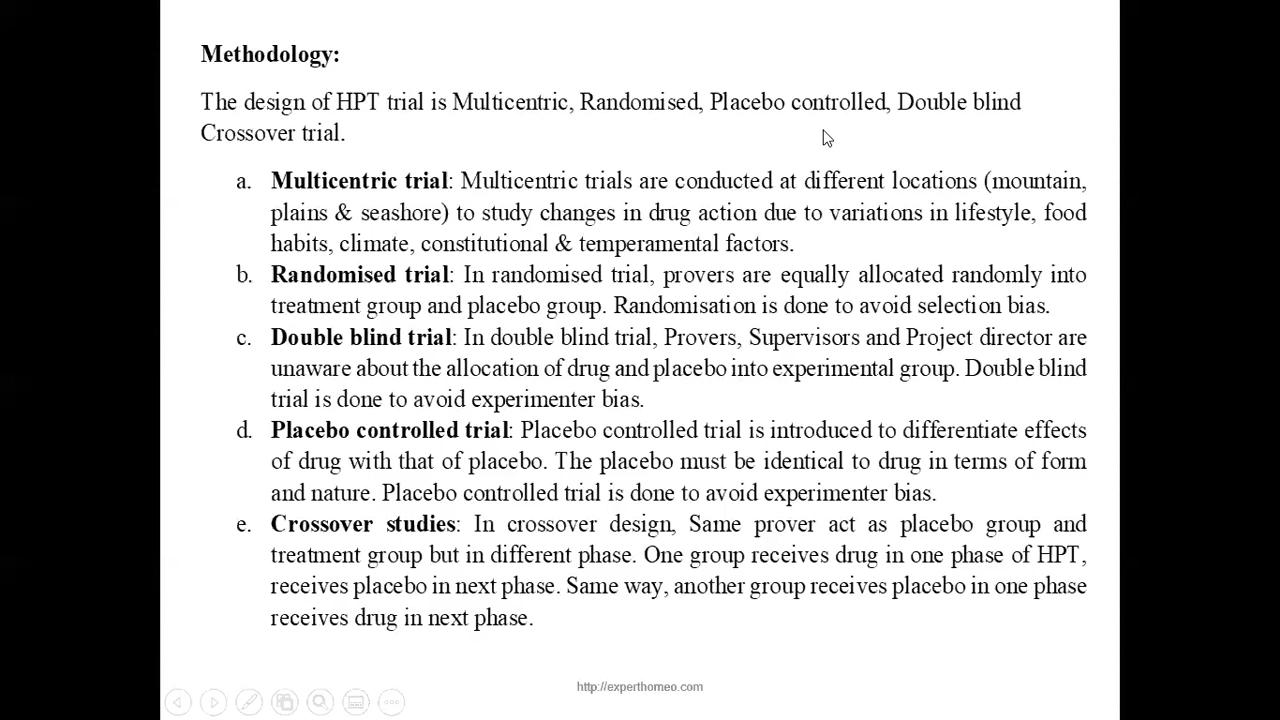 Methodology:
The design of HPT trial is Multicentric, Randomised, Placebo controlled, Double blind
Crossover trial.
a. Multicentric trial: Multicentric trials are conducted at different locations (mountain,
plains & seashore) to study changes in drug action due to variations in lifestyle, food
habits, climate, constitutional & temperamental factors.
b. Randomised trial: In randomised trial, provers are equally allocated randomly into
treatment group and placebo group. Randomisation is done to avoid selection bias.
c. Double blind trial: In double blind trial, Provers, Supervisors and Project director are
unaware about the allocation of drug and placebo into experimental group. Double blind
trial is done to avoid experimenter bias.
d. Placebo controlled trial: Placebo controlled trial is introduced to differentiate effects
of drug with that of placebo. The placebo must be identical to drug in terms of form
and nature. Placebo controlled trial is done to avoid experimenter bias.
e. Crossover studies: In crossover design, Same prover act as placebo group and
treatment group but in different phase. One group receives drug in one phase of HPT,
receives placebo in next phase. Same way, another group receives placebo in one phase
receives drug in next phase.
http://experthomeo.com